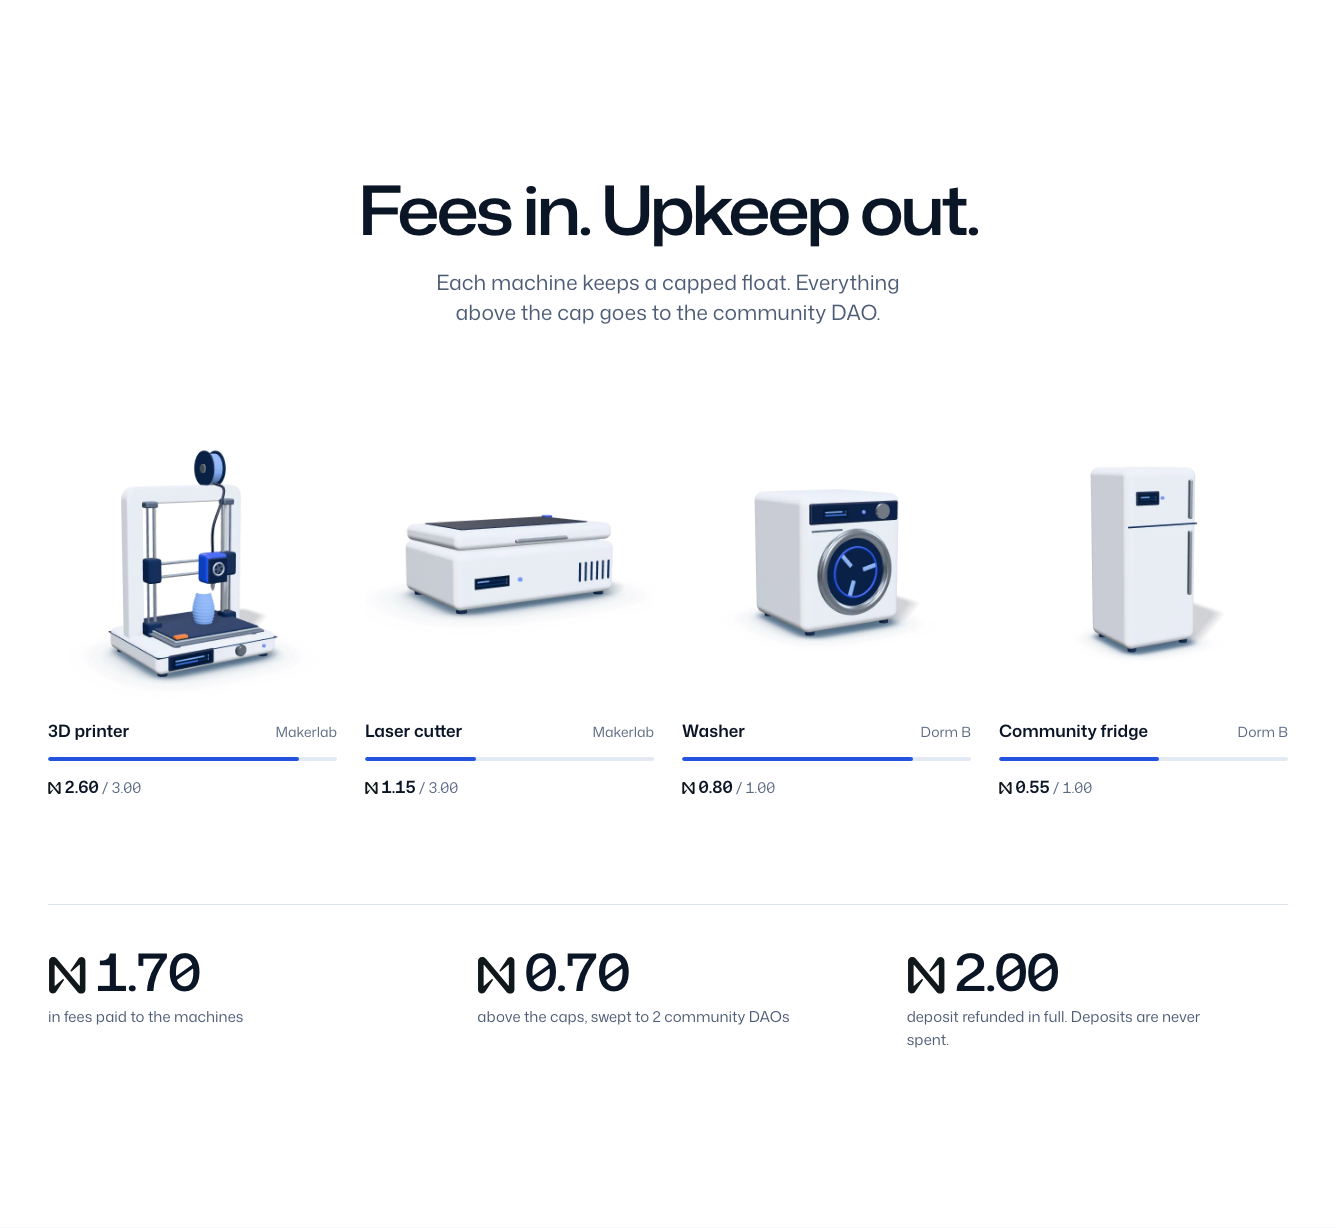 Fees in. Upkeep out.
Each machine keeps a capped float. Everything
above the cap goes to the community DAO.
3D printer Makerlab
2.60 / 3.00
Laser cutter Makerlab
1.15 / 3.00
Washer Dorm B
0.80 / 1.00
Community fridge Dorm B
0.55 / 1.00
1.70
in fees paid to the machines
0.70
above the caps, swept to 2 community DAOs
2.00
deposit refunded in full. Deposits are never
spent.